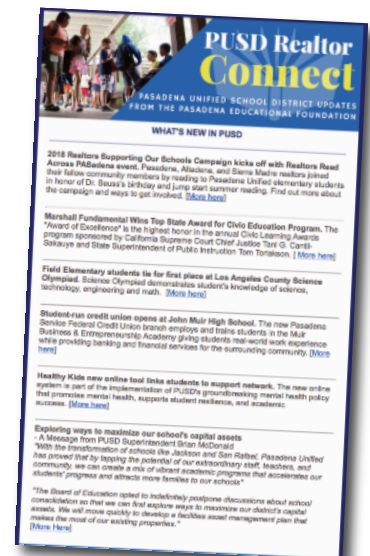 PUSD Realtor
Connect
PASADENA UNIFIED SCHOOL DISTRICT UPDATES
FROM THE PASADENA EDUCATIONAL FOUNDATION
WHAT'S NEW IN PUSD
2018 Realtors Supporting Our Schools Campaign kicks off with Realtors Read
Across PASadena event. Pasadena, Altadena, and Sierra Madre realtors joined
their fellow community members by reading to Pasadena Unified elementary students
in honor of Dr. Seuss's birthday and jump start summer reading. Find out more about
the campaign and ways to get involved. [More here]
Marshall Fundamental Wins Top State Award for Civic Education Program. The
"Award of Excellence" is the highest honor in the annual Civic Learning Awards
program sponsored by California Supreme Court Chief Justice Tani G. Cantil-
Sakauye and State Superintendent of Public Instruction Tom Torlakson. [ More here]
Field Elementary students tie for first place at Los Angeles County Science
Olympiad. Science Olympiad demonstrates student's knowledge of science,
technology, engineering and math. [More here]
Student-run credit union opens at John Muir High School. The new Pasadena
Service Federal Credit Union branch employs and trains students in the Muir
Business & Entrepreneurship Academy giving students real-world work experience
while providing banking and financial services for the surrounding community. [More
here]
Healthy Kids new online tool links students to support network. The new online
system is part of the implementation of PUSD's groundbreaking mental health policy
that promotes mental health, supports student resilience, and academic
success. [More here]
Exploring ways to maximize our school's capital assets
- A Message from PUSD Superintendent Brian McDonald
"With the transformation of schools like Jackson and San Rafael, Pasadena Unified
has proved that by tapping the potential of our extraordinary staff, teachers, and
community, we can create a mix of vibrant academic programs that accelerates our
students' progress and attracts more families to our schools"
"The Board of Education opted to indefinitely postpone discussions about school
consolidation so that we can first explore ways to maximize our district's capital
assets. We will move quickly to develop a facilities asset management plan that
makes the most of our existing properties."
[More Here]